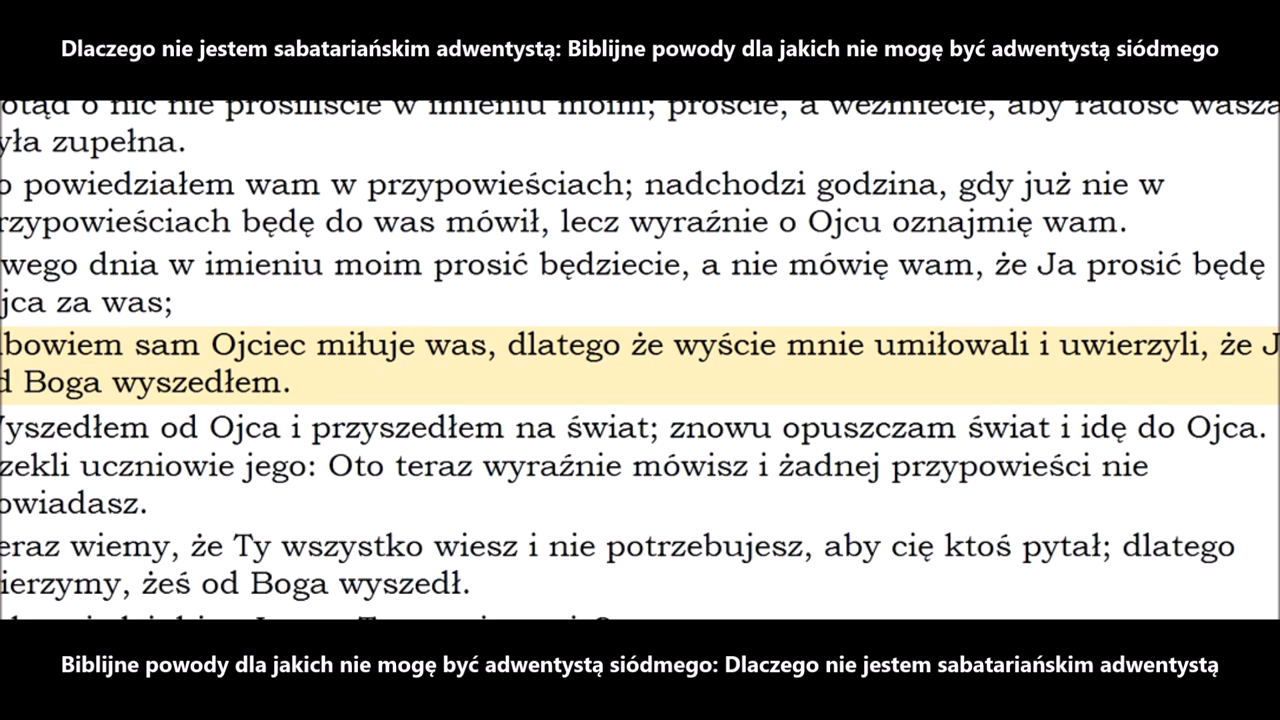 Dlaczego nie jestem sabatariańskim adwentystą: Biblijne powody dla jakich nie mogę być adwentystą siódmego
otąd o nic nie prosiliście w imieniu moim; proście, a weźmiecie, aby radość wasza
yła zupełna.
o powiedziałem wam w przypowieściach; nadchodzi godzina, gdy już nie w
rzypowieściach będę do was mówił, lecz wyraźnie o Ojcu oznajmię wam.
wego dnia w imieniu moim prosić będziecie, a nie mówię wam, że Ja prosić będę
jca za was;
lbowiem sam Ojciec miłuje was, dlatego że wyście mnie umiłowali i uwierzyli, że J
d Boga wyszedłem.
yszedłem od Ojca i przyszedłem na świat; znowu opuszczam świat i idę do Ojca.
zekli uczniowie jego: Oto teraz wyraźnie mówisz i żadnej przypowieści nie
owiadasz.
eraz wiemy, że Ty wszystko wiesz i nie potrzebujesz, aby cię ktoś pytał; dlatego
ierzymy, żeś od Boga wyszedł.
Biblijne powody dla jakich nie mogę być adwentystą siódmego: Dlaczego nie jestem sabatariańskim adwentystą